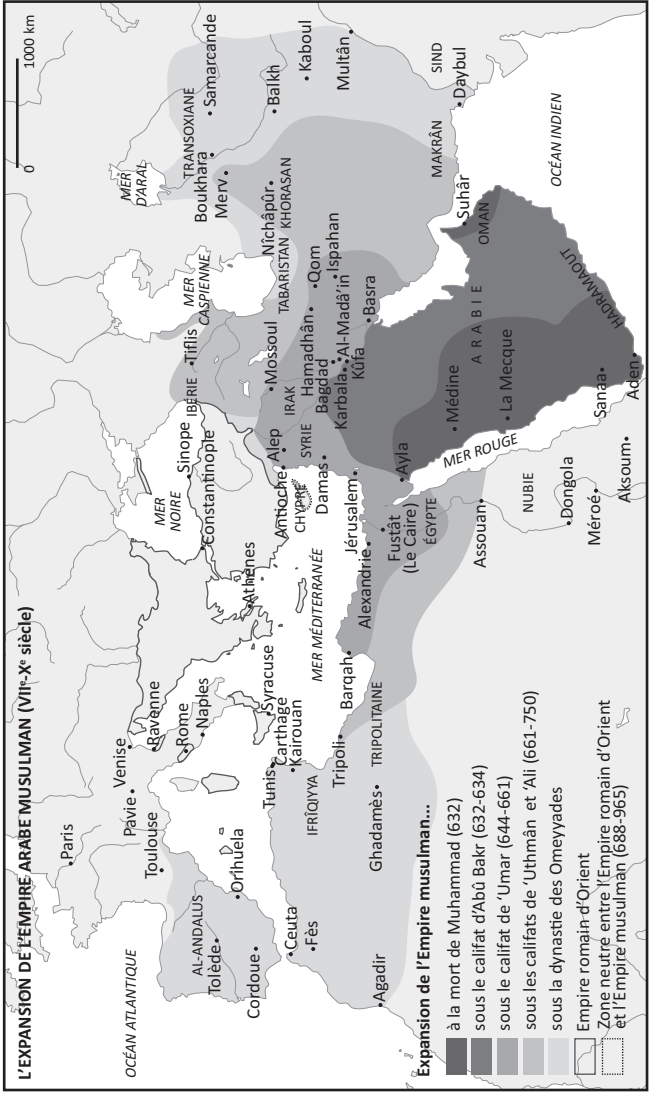 L'EXPANSION DE L'EMPIRE ARABE MUSULMAN (VIIe-Xe siècle)
0 1000 km
OCÉAN ATLANTIQUE
Paris
Toulouse
Pavie
Venise
Ravenne
Rome
Naples
AL-ANDALUS
Tolède
Cordoue
Orihuela
Ceuta
Fès
Agadir
Tunis
Carthage
Kairouan
Syracuse
IFRÎQIYYA
Tripoli
TRIPOLITAINE
Ghadamès
Barqah
MER MÉDITERRANÉE
Athènes
Constantinople
MER
NOIRE
Sinope
IBÉRIE
Tiflis
MER
CASPIENNE
MER
D'ARAL
TRANSOXIANE
Boukhara
Samarcande
Merv
Balkh
Kaboul
Multân
SIND
Daybul
MAKRÂN
Nîchâpûr
KHORASAN
TABARISTAN
Qom
Ispahan
Hamadhân
Mossoul
IRAK
Bagdad
Al-Madâ'in
Karbala
Kûfa
Basra
Alep
Antioche
SYRIE
CHYPRE
Damas
Jérusalem
Alexandrie
Fustât
(Le Caire)
ÉGYPTE
Ayla
Assouan
NUBIE
Dongola
Méroé
Aksoum
MER ROUGE
Médine
La Mecque
ARABIE
Sanaa
Aden
HADRAMAOUT
OMAN
Suhâr
OCÉAN INDIEN
Expansion de l'Empire musulman...
à la mort de Muhammad (632)
sous le califat d'Abû Bakr (632-634)
sous le califat de 'Umar (644-661)
sous les califats de 'Uthmân et 'Ali (661-750)
sous la dynastie des Omeyyades
Empire romain d'Orient
Zone neutre entre l'Empire romain d'Orient
et l'Empire musulman (688-965)